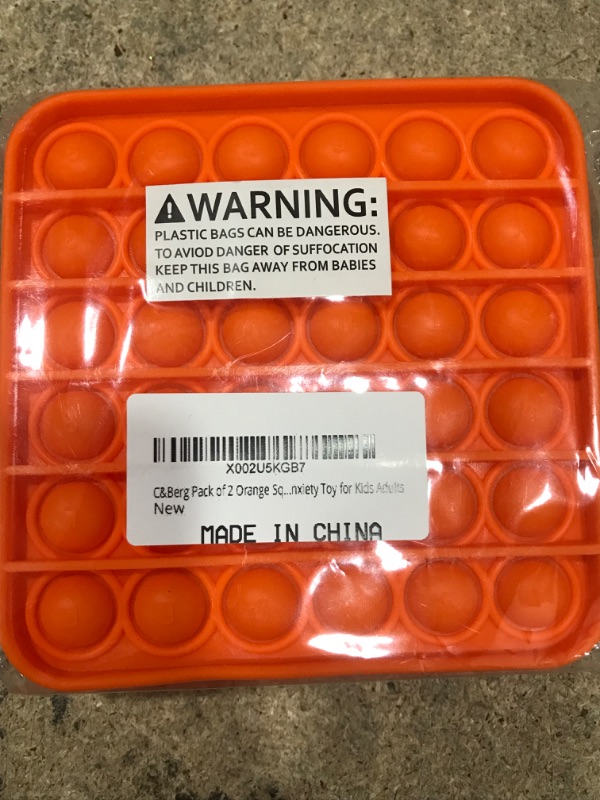 WARNING:
PLASTIC BAGS CAN BE DANGEROUS.
TO AVIOD DANGER OF SUFFOCATION
KEEP THIS BAG AWAY FROM BABIES
AND CHILDREN.
X002U5KGB7
C&Berg Pack of 2 Orange Sq...nxiety Toy for Kids Adults
New
MADE IN CHINA